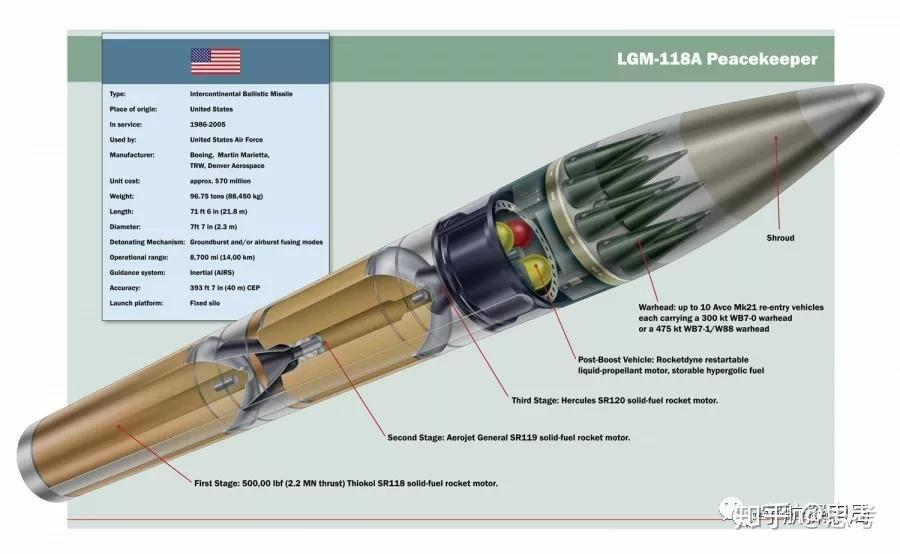 LGM-118A Peacekeeper
Type: Intercontinental Ballistic Missile
Place of origin: United States
In service: 1986-2005
Used by: United States Air Force
Manufacturer: Boeing, Martin Marietta,
TRW, Denver Aerospace
Unit cost: approx. $70 million
Weight: 96.75 tons (88,450 kg)
Length: 71 ft 6 in (21.8 m)
Diameter: 7ft 7 in (2.3 m)
Detonating Mechanism: Groundburst and/or airburst fusing modes
Operational range: 8,700 mi (14,00 km)
Guidance system: Inertial (AIRS)
Accuracy: 393 ft 7 in (40 m) CEP
Launch platform: Fixed silo
Shroud
Warhead: up to 10 Avco Mk21 re-entry vehicles
each carrying a 300 kt WB7-0 warhead
or a 475 kt WB7-1/W88 warhead
Post-Boost Vehicle: Rocketdyne restartable
liquid-propellant motor, storable hypergolic fuel
Third Stage: Hercules SR120 solid-fuel rocket motor.
Second Stage: Aerojet General SR119 solid-fuel rocket motor.
First Stage: 500,00 lbf (2.2 MN thrust) Thiokol SR118 solid-fuel rocket motor.
知乎 @思考